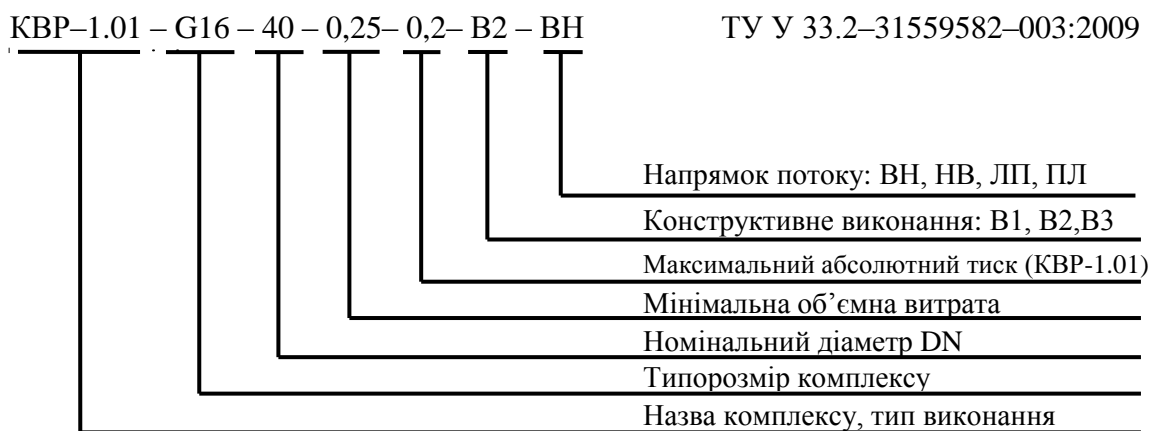 КВР–1.01 – G16 – 40 – 0,25– 0,2– В2 – ВН ТУ У 33.2–31559582–003:2009
Напрямок потоку: ВН, НВ, ЛП, ПЛ
Конструктивне виконання: В1, В2,В3
Максимальний абсолютний тиск (КВР-1.01)
Мінімальна об’ємна витрата
Номінальний діаметр DN
Типорозмір комплексу
Назва комплексу, тип виконання